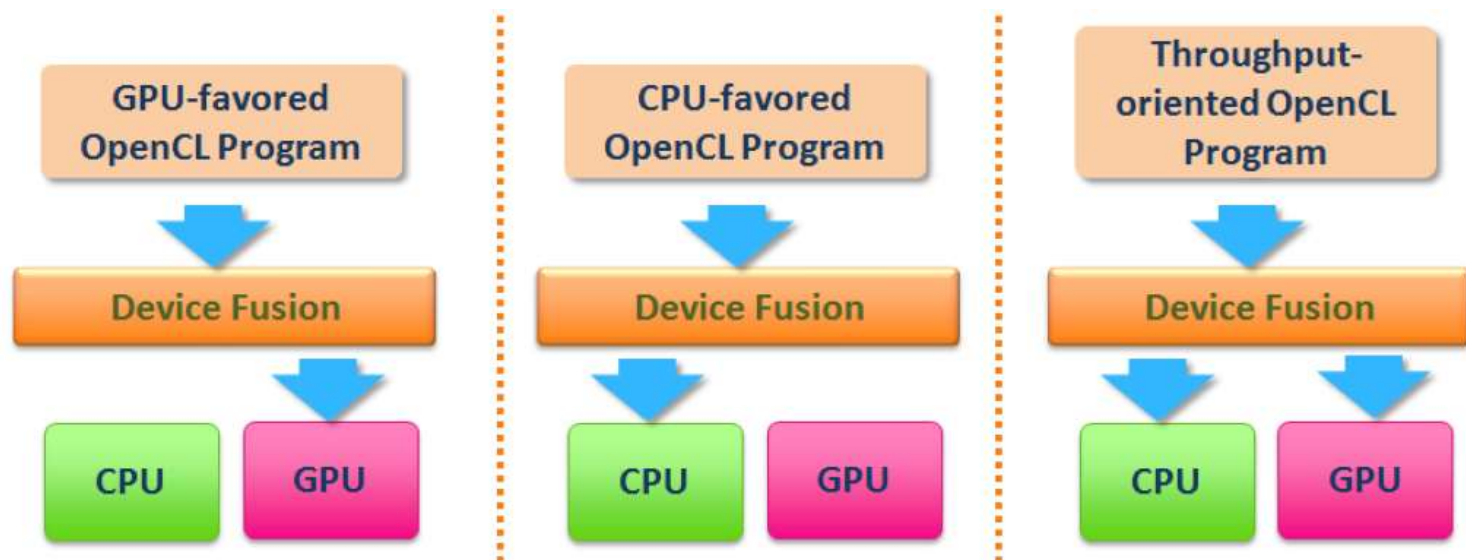 GPU-favored
OpenCL Program
Device Fusion
CPU
GPU
CPU-favored
OpenCL Program
Device Fusion
CPU
GPU
Throughput-
oriented OpenCL
Program
Device Fusion
CPU
GPU